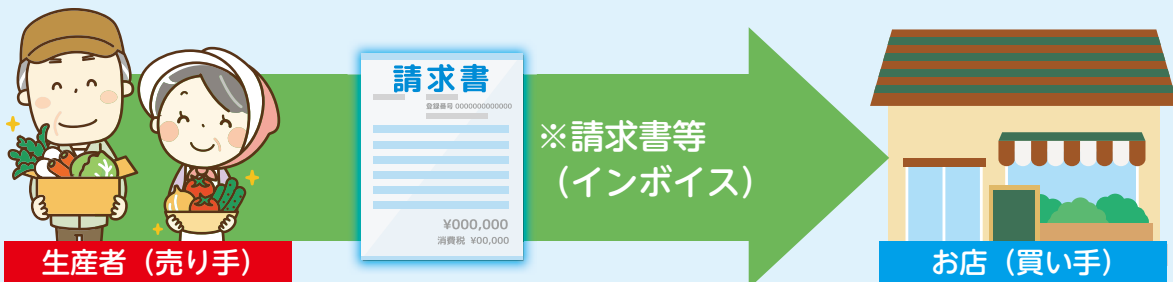 請求書
登録番号 0000000000000
¥000,000
消費税 ¥00,000
※請求書等
（インボイス）
生産者（売り手）
お店（買い手）